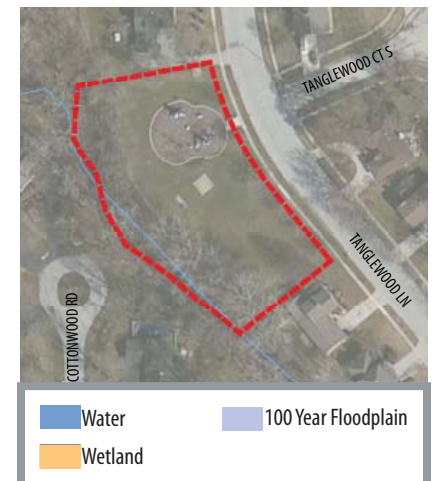 TANGLEWOOD CT S
TANGLEWOOD LN
COTTONWOOD RD
Water
100 Year Floodplain
Wetland